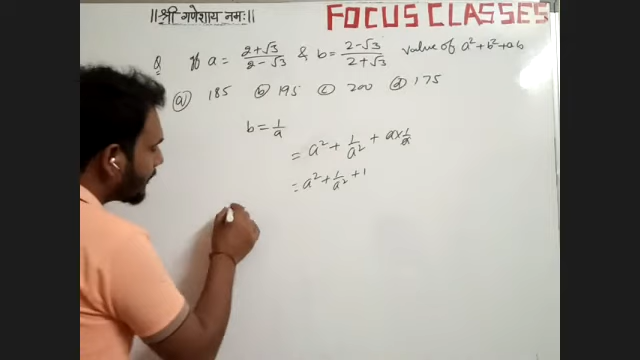 ||श्री गणेशाय नमः||
FOCUS CLASSES
Q If a = 2+√3/2-√3 & b = 2-√3/2+√3 value of a²+b²+ab
(a) 185 (b) 195 (c) 200 (d) 175
b = 1/a
= a² + 1/a² + a×1/a
= a² + 1/a² + 1